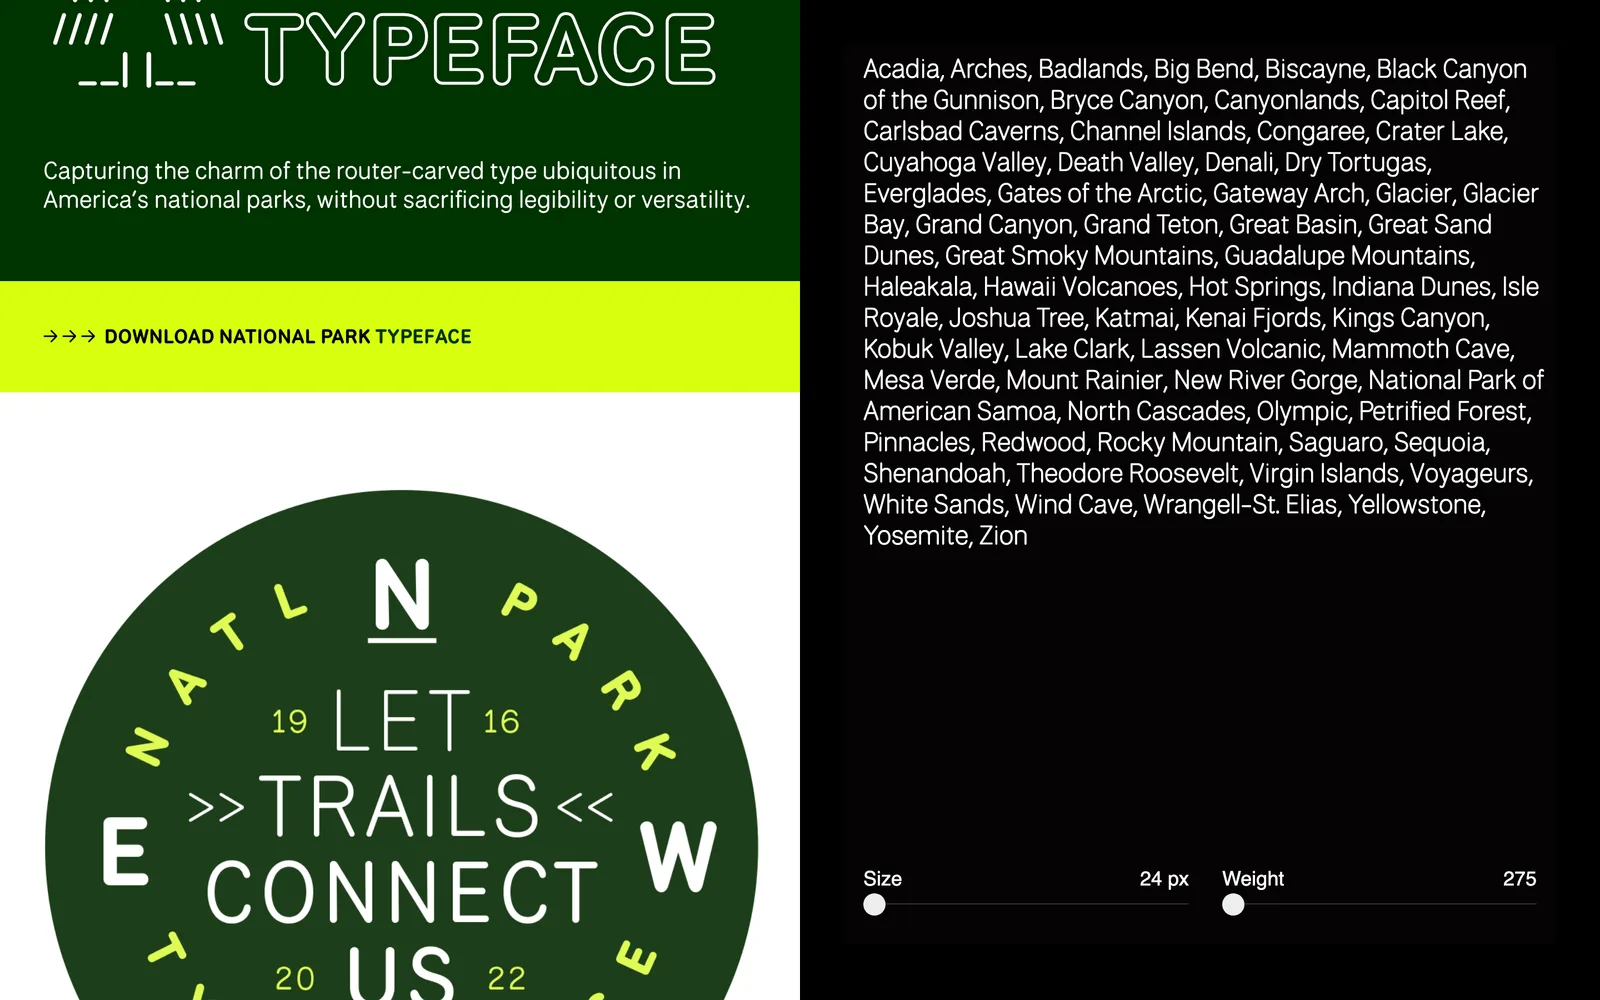 TYPEFACE
Capturing the charm of the router-carved type ubiquitous in
America's national parks, without sacrificing legibility or versatility.
→→→ DOWNLOAD NATIONAL PARK TYPEFACE
N
NATL PARK
19 LET 16
>> TRAILS <<
E W
CONNECT
20 US 22
T
E
Acadia, Arches, Badlands, Big Bend, Biscayne, Black Canyon
of the Gunnison, Bryce Canyon, Canyonlands, Capitol Reef,
Carlsbad Caverns, Channel Islands, Congaree, Crater Lake,
Cuyahoga Valley, Death Valley, Denali, Dry Tortugas,
Everglades, Gates of the Arctic, Gateway Arch, Glacier, Glacier
Bay, Grand Canyon, Grand Teton, Great Basin, Great Sand
Dunes, Great Smoky Mountains, Guadalupe Mountains,
Haleakala, Hawaii Volcanoes, Hot Springs, Indiana Dunes, Isle
Royale, Joshua Tree, Katmai, Kenai Fjords, Kings Canyon,
Kobuk Valley, Lake Clark, Lassen Volcanic, Mammoth Cave,
Mesa Verde, Mount Rainier, New River Gorge, National Park of
American Samoa, North Cascades, Olympic, Petrified Forest,
Pinnacles, Redwood, Rocky Mountain, Saguaro, Sequoia,
Shenandoah, Theodore Roosevelt, Virgin Islands, Voyageurs,
White Sands, Wind Cave, Wrangell-St. Elias, Yellowstone,
Yosemite, Zion
Size 24 px Weight 275